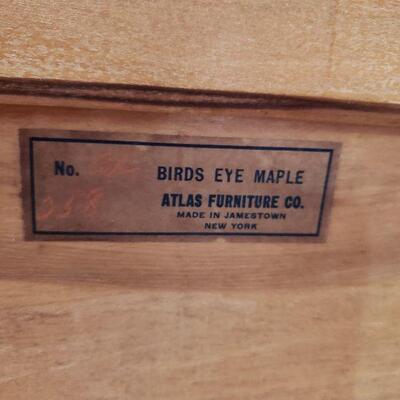 No.
BIRDS EYE MAPLE
ATLAS FURNITURE CO.
MADE IN JAMESTOWN
NEW YORK